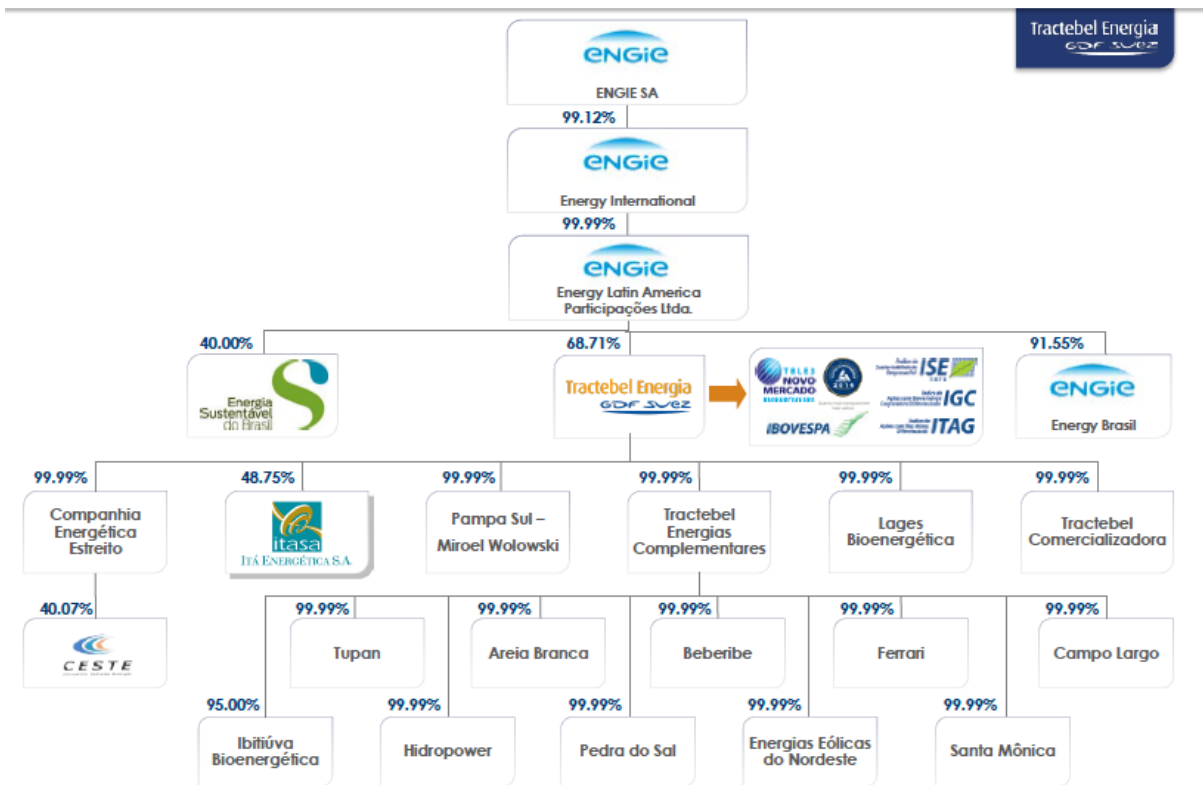 Tractebel Energia
GDF SUEZ
ENGIE
ENGIE SA
99.12%
ENGIE
Energy International
99.99%
ENGIE
Energy Latin America
Participações Ltda.
40.00%
68.71%
91.55%
Energia
Sustentável
do Brasil
Tractebel Energia
GDF SUEZ
NOVO
MERCADO
2014
IBOVESPA
ISE
IGC
ITAG
ENGIE
Energy Brasil
99.99%
48.75%
99.99%
99.99%
99.99%
99.99%
Companhia
Energética
Estreito
itasa
ITÁ ENERGÉTICA S.A.
Pampa Sul –
Miroel Wolowski
Tractebel
Energias
Complementares
Lages
Bioenergética
Tractebel
Comercializadora
40.07%
99.99%
99.99%
99.99%
99.99%
99.99%
CESTE
Tupan
Areia Branca
Beberibe
Ferrari
Campo Largo
95.00%
99.99%
99.99%
99.99%
99.99%
Ibitiúva
Bioenergética
Hidropower
Pedra do Sal
Energias Eólicas
do Nordeste
Santa Mônica